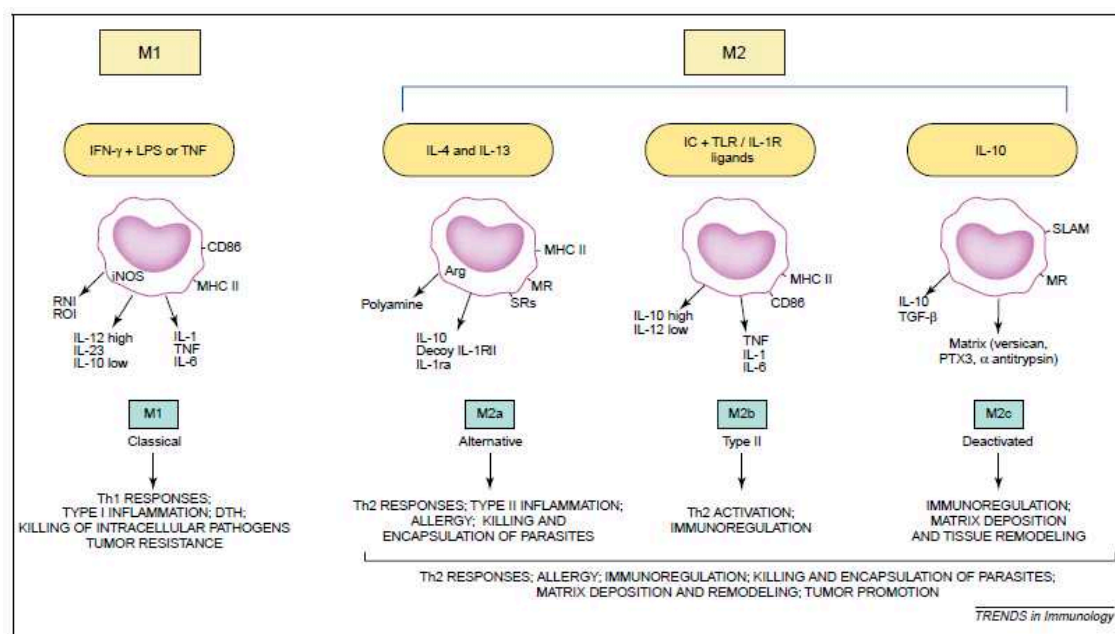 M1
M2
IFN-γ + LPS or TNF
IL-4 and IL-13
IC + TLR / IL-1R
ligands
IL-10
CD86
iNOS
MHC II
RNI
ROI
IL-12 high
IL-23
IL-10 low
IL-1
TNF
IL-6
MHC II
Arg
MR
SRs
Polyamine
IL-10
Decoy IL-1RII
IL-1ra
MHC II
CD86
IL-10 high
IL-12 low
TNF
IL-1
IL-6
SLAM
MR
IL-10
TGF-β
Matrix (versican,
PTX3, α antitrypsin)
M1
Classical
M2a
Alternative
M2b
Type II
M2c
Deactivated
Th1 RESPONSES;
TYPE I INFLAMMATION; DTH;
KILLING OF INTRACELLULAR PATHOGENS
TUMOR RESISTANCE
Th2 RESPONSES; TYPE II INFLAMMATION;
ALLERGY; KILLING AND
ENCAPSULATION OF PARASITES
Th2 ACTIVATION;
IMMUNOREGULATION
IMMUNOREGULATION;
MATRIX DEPOSITION
AND TISSUE REMODELING
Th2 RESPONSES; ALLERGY; IMMUNOREGULATION; KILLING AND ENCAPSULATION OF PARASITES;
MATRIX DEPOSITION AND REMODELING; TUMOR PROMOTION
TRENDS in Immunology